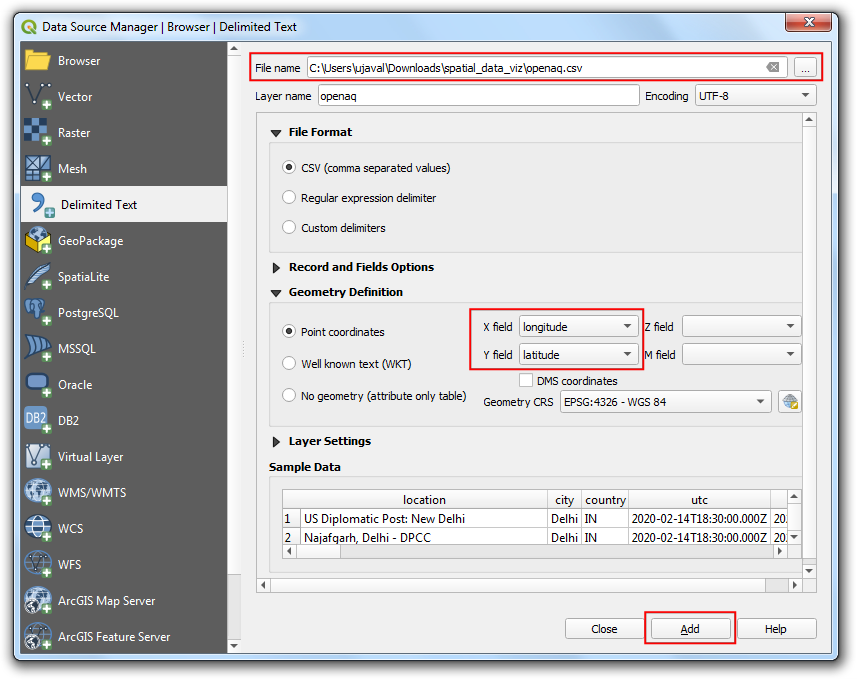 Data Source Manager | Browser | Delimited Text
Browser
Vector
Raster
Mesh
Delimited Text
GeoPackage
SpatiaLite
PostgreSQL
MSSQL
Oracle
DB2
DB2
Virtual Layer
WMS/WMTS
WCS
WFS
ArcGIS Map Server
ArcGIS Feature Server
File name C:\Users\ujaval\Downloads\spatial_data_viz\openaq.csv ...
Layer name openaq Encoding UTF-8
File Format
CSV (comma separated values)
Regular expression delimiter
Custom delimiters
Record and Fields Options
Geometry Definition
Point coordinates X field longitude Z field
Well known text (WKT) Y field latitude M field
DMS coordinates
No geometry (attribute only table) Geometry CRS EPSG:4326 - WGS 84
Layer Settings
Sample Data
location city country utc
1 US Diplomatic Post: New Delhi Delhi IN 2020-02-14T18:30:00.000Z 20.
2 Najafgarh, Delhi - DPCC Delhi IN 2020-02-14T18:30:00.000Z 20.
Close Add Help